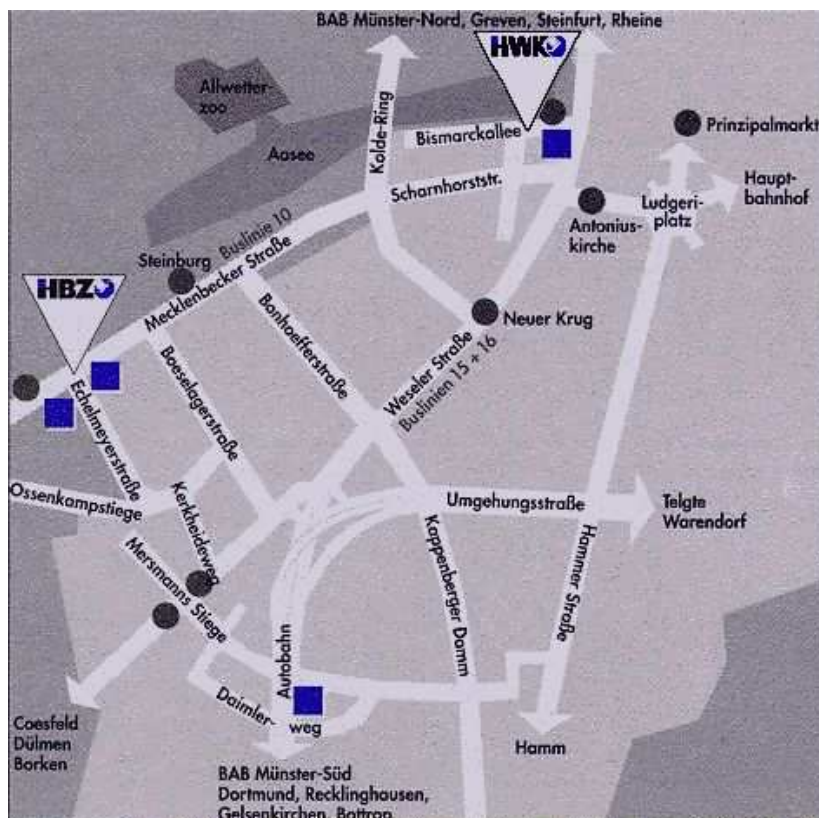 BAB Münster-Nord, Greven, Steinfurt, Rheine
HWK
Allwetter-
zoo
Aasee
Kolde-Ring
Bismarckallee
Prinzipalmarkt
Scharnhorststr.
Haupt-
bahnhof
Ludgeri-
platz
Antonius-
kirche
Buslinie 10
Steinburg
Mecklenbecker Straße
HBZ
Neuer Krug
Bonhoefferstraße
Weseler Straße
Buslinien 15 + 16
Boeselagerstraße
Echelmeyerstraße
Ossenkampstiege
Kerkheideweg
Umgehungsstraße
Telgte
Warendorf
Mersmanns Stiege
Kappenberger Damm
Hammer Straße
Autobahn
Daimler-
weg
Coesfeld
Dülmen
Borken
Hamm
BAB Münster-Süd
Dortmund, Recklinghausen,
Gelsenkirchen, Bottrop